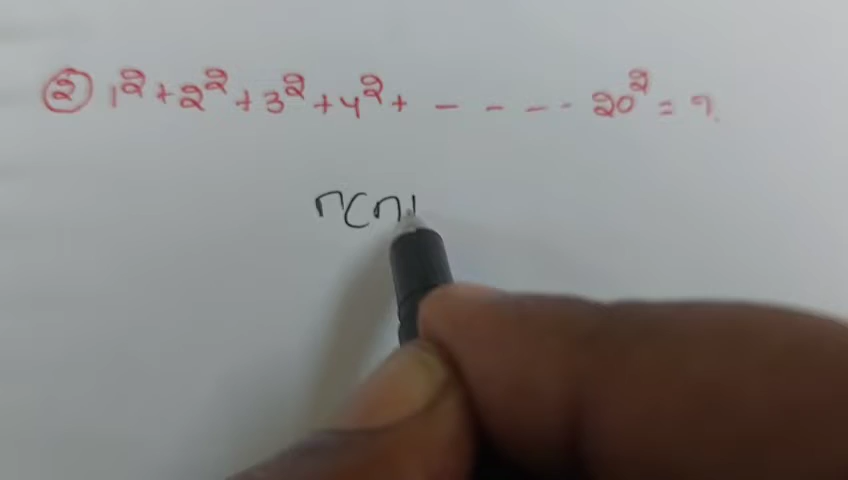 ② 1² + 2² + 3² + 4² + - - - - 20² = ?
n(n